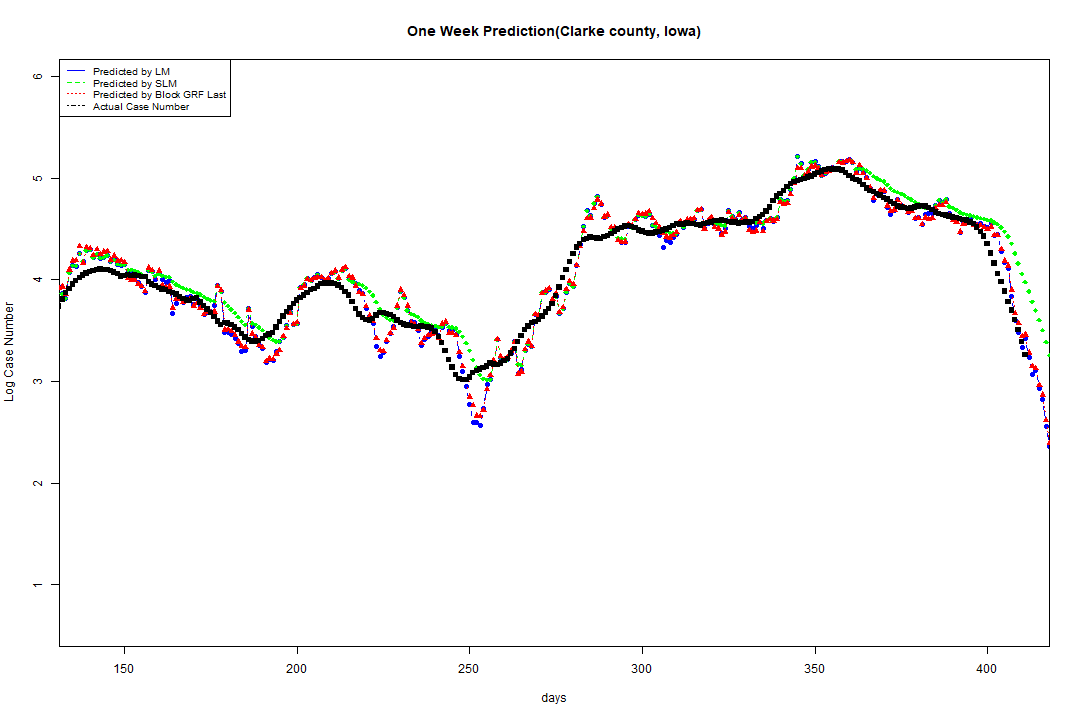 One Week Prediction(Clarke county, Iowa)
Predicted by LM
Predicted by SLM
Predicted by Block GRF Last
Actual Case Number
6
5
4
3
2
1
Log Case Number
150 200 250 300 350 400
days